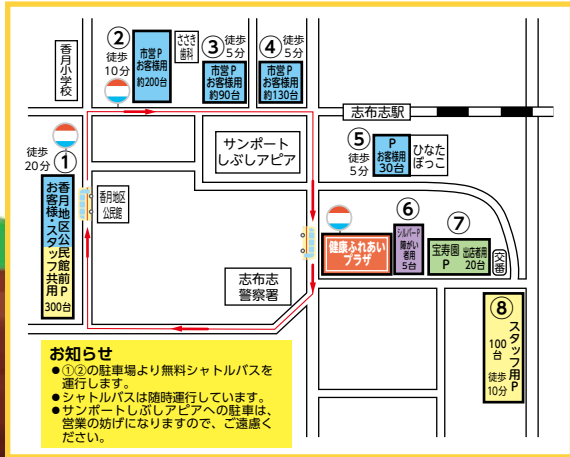 香月小学校
②
徒歩
10分
市営P
お客様用
約200台
ささき
歯科
③
徒歩
5分
市営P
お客様用
約90台
④
徒歩
5分
市営P
お客様用
約130台
志布志駅
サンポート
しぶしアピア
⑤
徒歩
5分
P
お客様用
30台
ひなた
ぽっこ
徒歩
20分
①
香月地区公民館前P
お客様・スタッフ共用
300台
香月地区
公民館
健康ふれあい
プラザ
⑥
シルバーP
障がい
者用
5台
⑦
宝寿園
P
出店者用
20台
交番
志布志
警察署
⑧
スタッフ用P
100
台
徒歩
10分
お知らせ
●①②の駐車場より無料シャトルバスを
運行します。
●シャトルバスは随時運行しています。
●サンポートしぶしアピアへの駐車は、
営業の妨げになりますので、ご遠慮く
ださい。